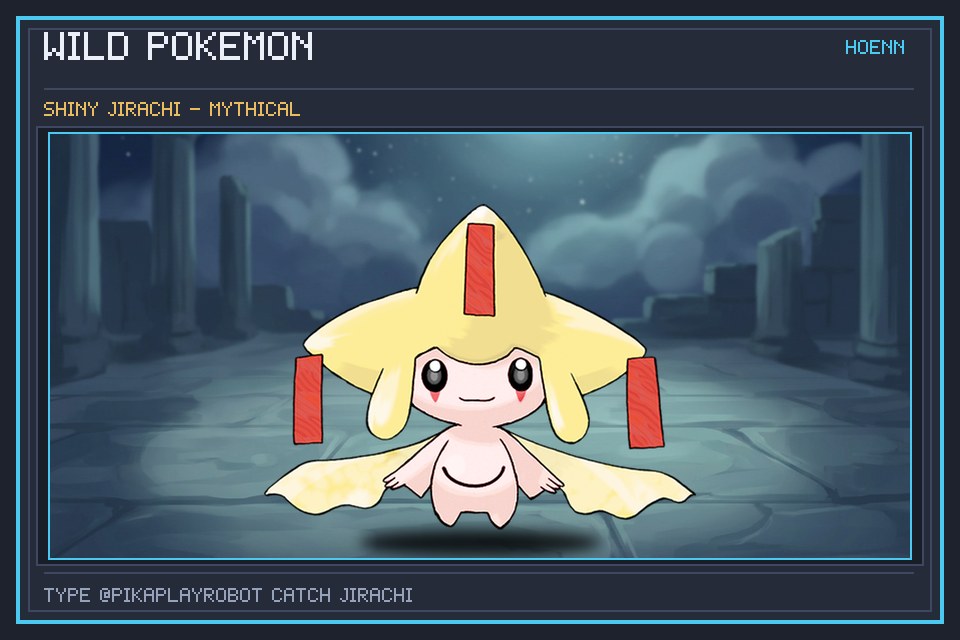 WILD POKEMON
HOENN
SHINY JIRACHI - MYTHICAL
TYPE @PIKAPLAYROBOT CATCH JIRACHI